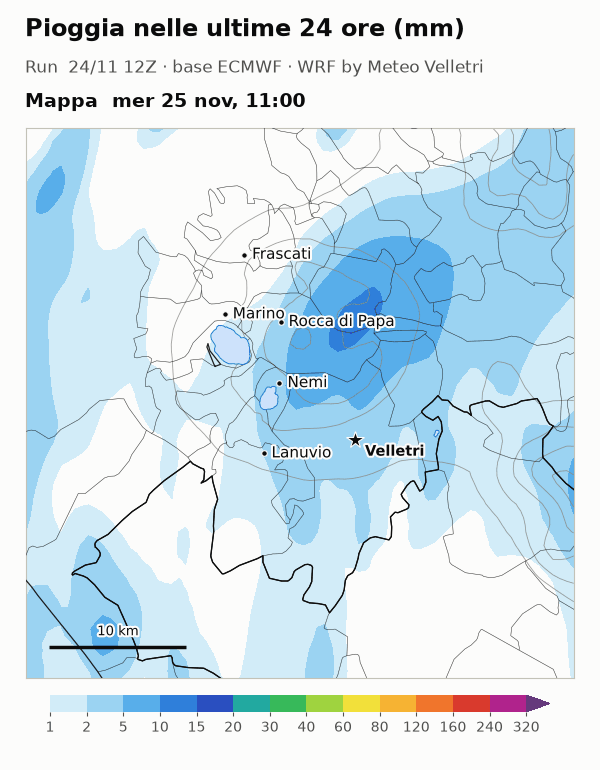 Pioggia nelle ultime 24 ore (mm)
Run 24/11 12Z · base ECMWF · WRF by Meteo Velletri
Mappa mer 25 nov, 11:00
Frascati
Marino
Rocca di Papa
Nemi
Velletri
Lanuvio
10 km
1 2 5 10 15 20 30 40 60 80 120 160 240 320